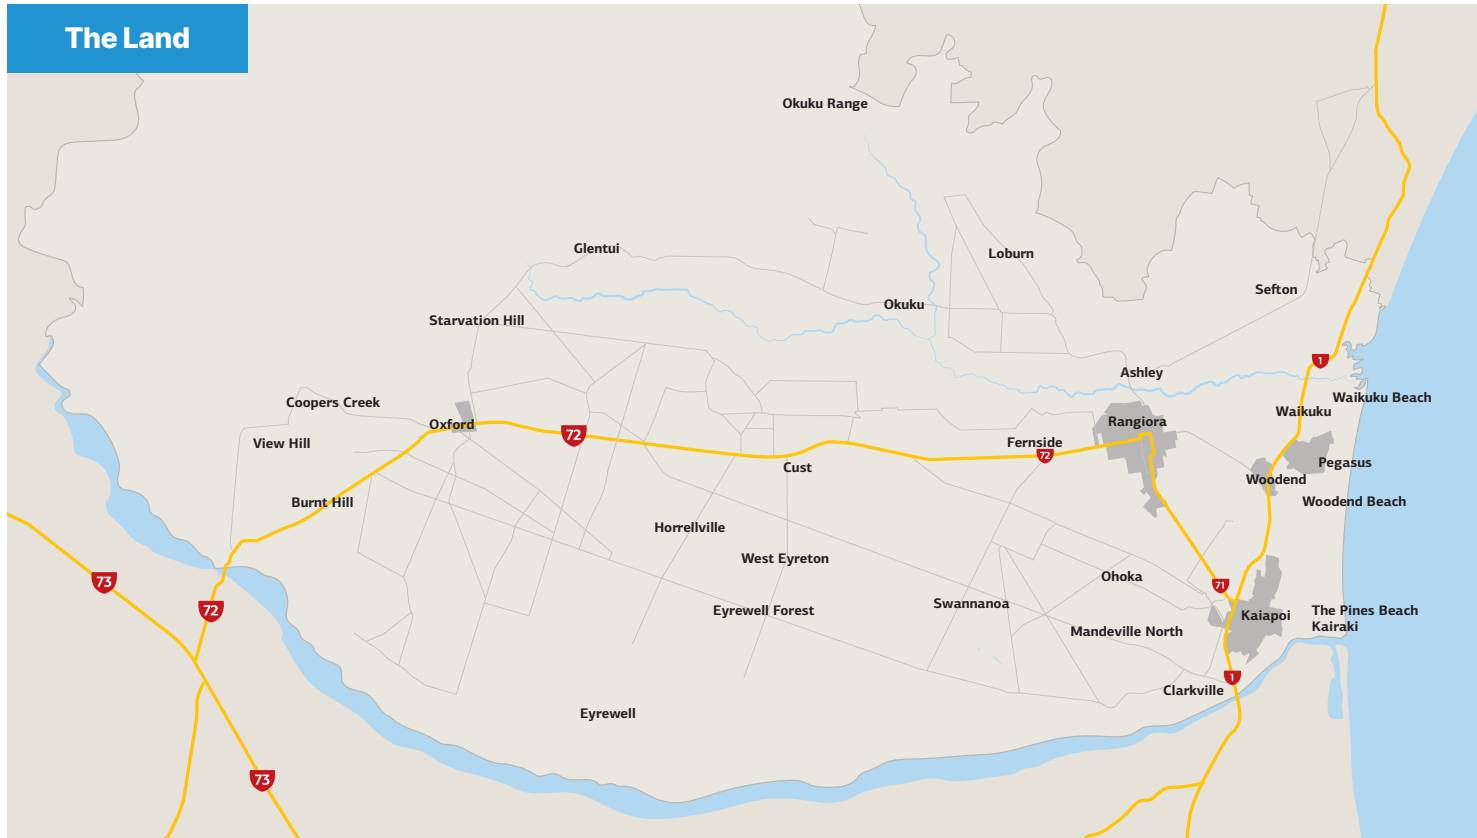 The Land
Okuku Range
Glentui
Loburn
Sefton
Okuku
Starvation Hill
1
Ashley
Waikuku Beach
Coopers Creek
Waikuku
Rangiora
Oxford
72
View Hill
Fernside
72
Cust
Pegasus
Woodend
Burnt Hill
Woodend Beach
Horrellville
West Eyreton
73
Ohoka
71
72
Eyrewell Forest
Swannanoa
Kaiapoi
The Pines Beach
Kairaki
Mandeville North
1
Clarkville
Eyrewell
73